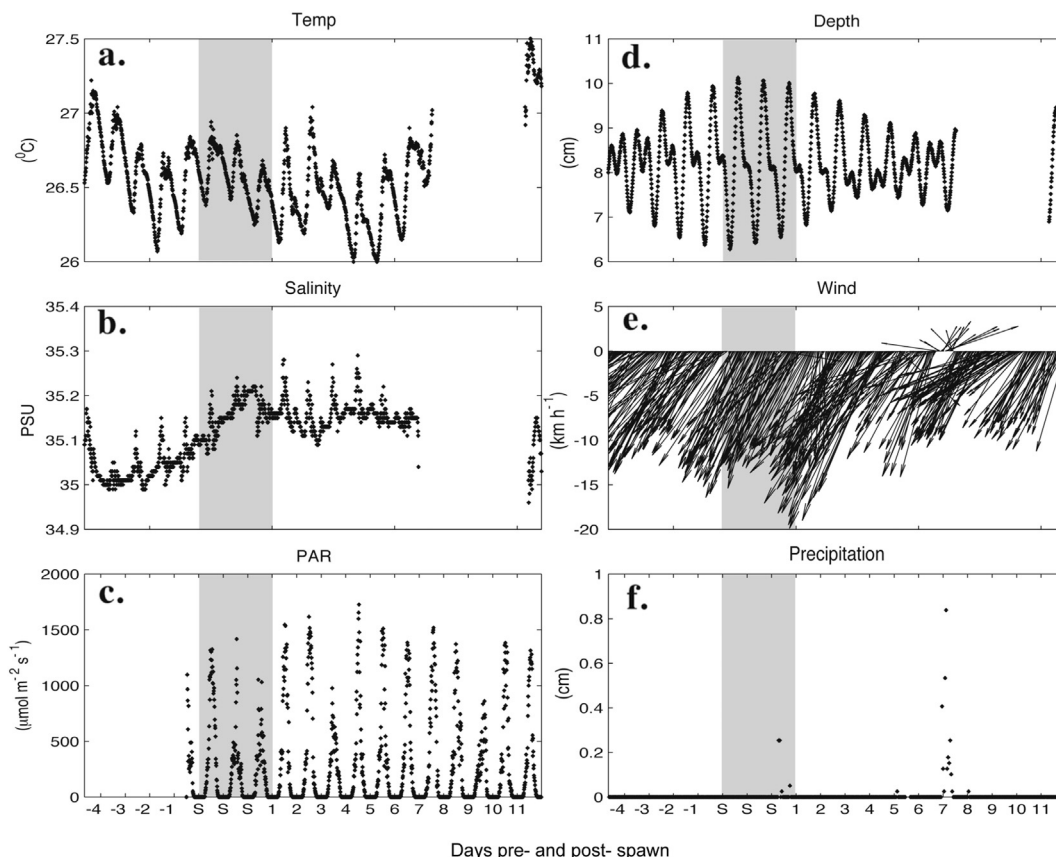 Temp
a.
27.5
27
26.5
26
(⁰C)
Salinity
b.
35.4
35.3
35.2
35.1
35
34.9
PSU
PAR
c.
2000
1500
1000
500
0
(μmol m⁻² s⁻¹)
-4 -3 -2 -1 S S S 1 2 3 4 5 6 7 8 9 10 11
Depth
d.
11
10
9
8
7
6
(cm)
Wind
e.
5
0
-5
-10
-15
-20
(km h⁻¹)
Precipitation
f.
1
0.8
0.6
0.4
0.2
0
(cm)
-4 -3 -2 -1 S S S 1 2 3 4 5 6 7 8 9 10 11
Days pre- and post- spawn